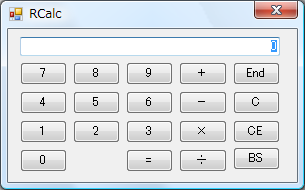 RCalc
0
7 8 9 + End
4 5 6 − C
1 2 3 × CE
0 = ÷ BS